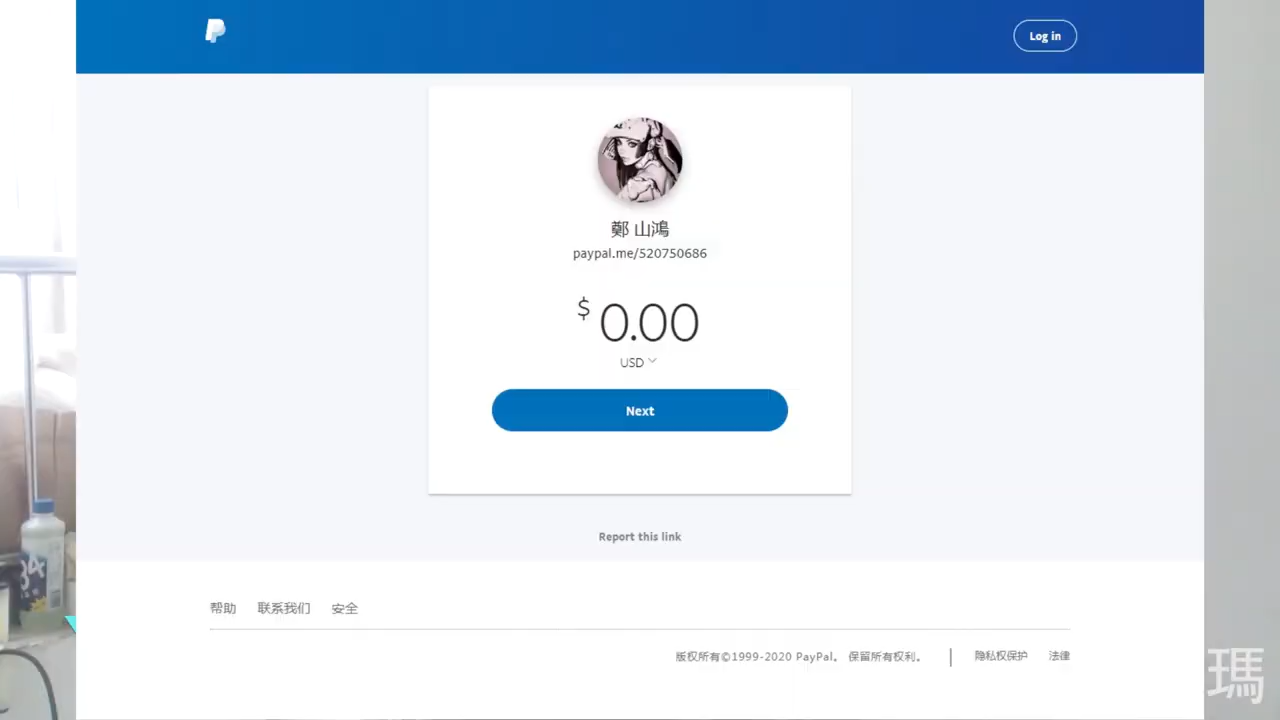 Log in
鄭 山鴻
paypal.me/520750686
$ 0.00
USD
Next
Report this link
帮助 联系我们 安全
版权所有©1999-2020 PayPal。 保留所有权利。 隐私权保护 法律
84
瑪